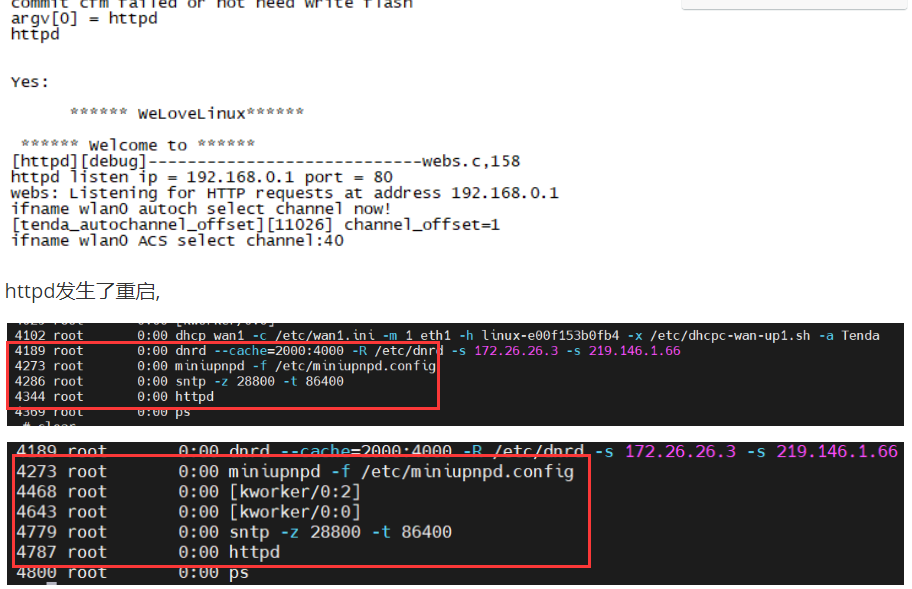 commit cfm failed or not need write flash
argv[0] = httpd
httpd
Yes:
****** WeLoveLinux******
****** Welcome to ******
[httpd][debug]----------------------------webs.c,158
httpd listen ip = 192.168.0.1 port = 80
webs: Listening for HTTP requests at address 192.168.0.1
ifname wlan0 autoch select channel now!
[tenda_autochannel_offset][11026] channel_offset=1
ifname wlan0 ACS select channel:40
httpd发生了重启,
4102 root 0:00 dhcp_wan1 -c /etc/wan1.ini -m 1 eth1 -h linux-e00f153b0fb4 -x /etc/dhcpc-wan-up1.sh -a Tenda
4189 root 0:00 dnrd --cache=2000:4000 -R /etc/dnrd -s 172.26.26.3 -s 219.146.1.66
4273 root 0:00 miniupnpd -f /etc/miniupnpd.config
4286 root 0:00 sntp -z 28800 -t 86400
4344 root 0:00 httpd
4369 root 0:00 ps
# clear
4189 root 0:00 dnrd --cache=2000:4000 -R /etc/dnrd -s 172.26.26.3 -s 219.146.1.66
4273 root 0:00 miniupnpd -f /etc/miniupnpd.config
4468 root 0:00 [kworker/0:2]
4643 root 0:00 [kworker/0:0]
4779 root 0:00 sntp -z 28800 -t 86400
4787 root 0:00 httpd
4800 root 0:00 ps